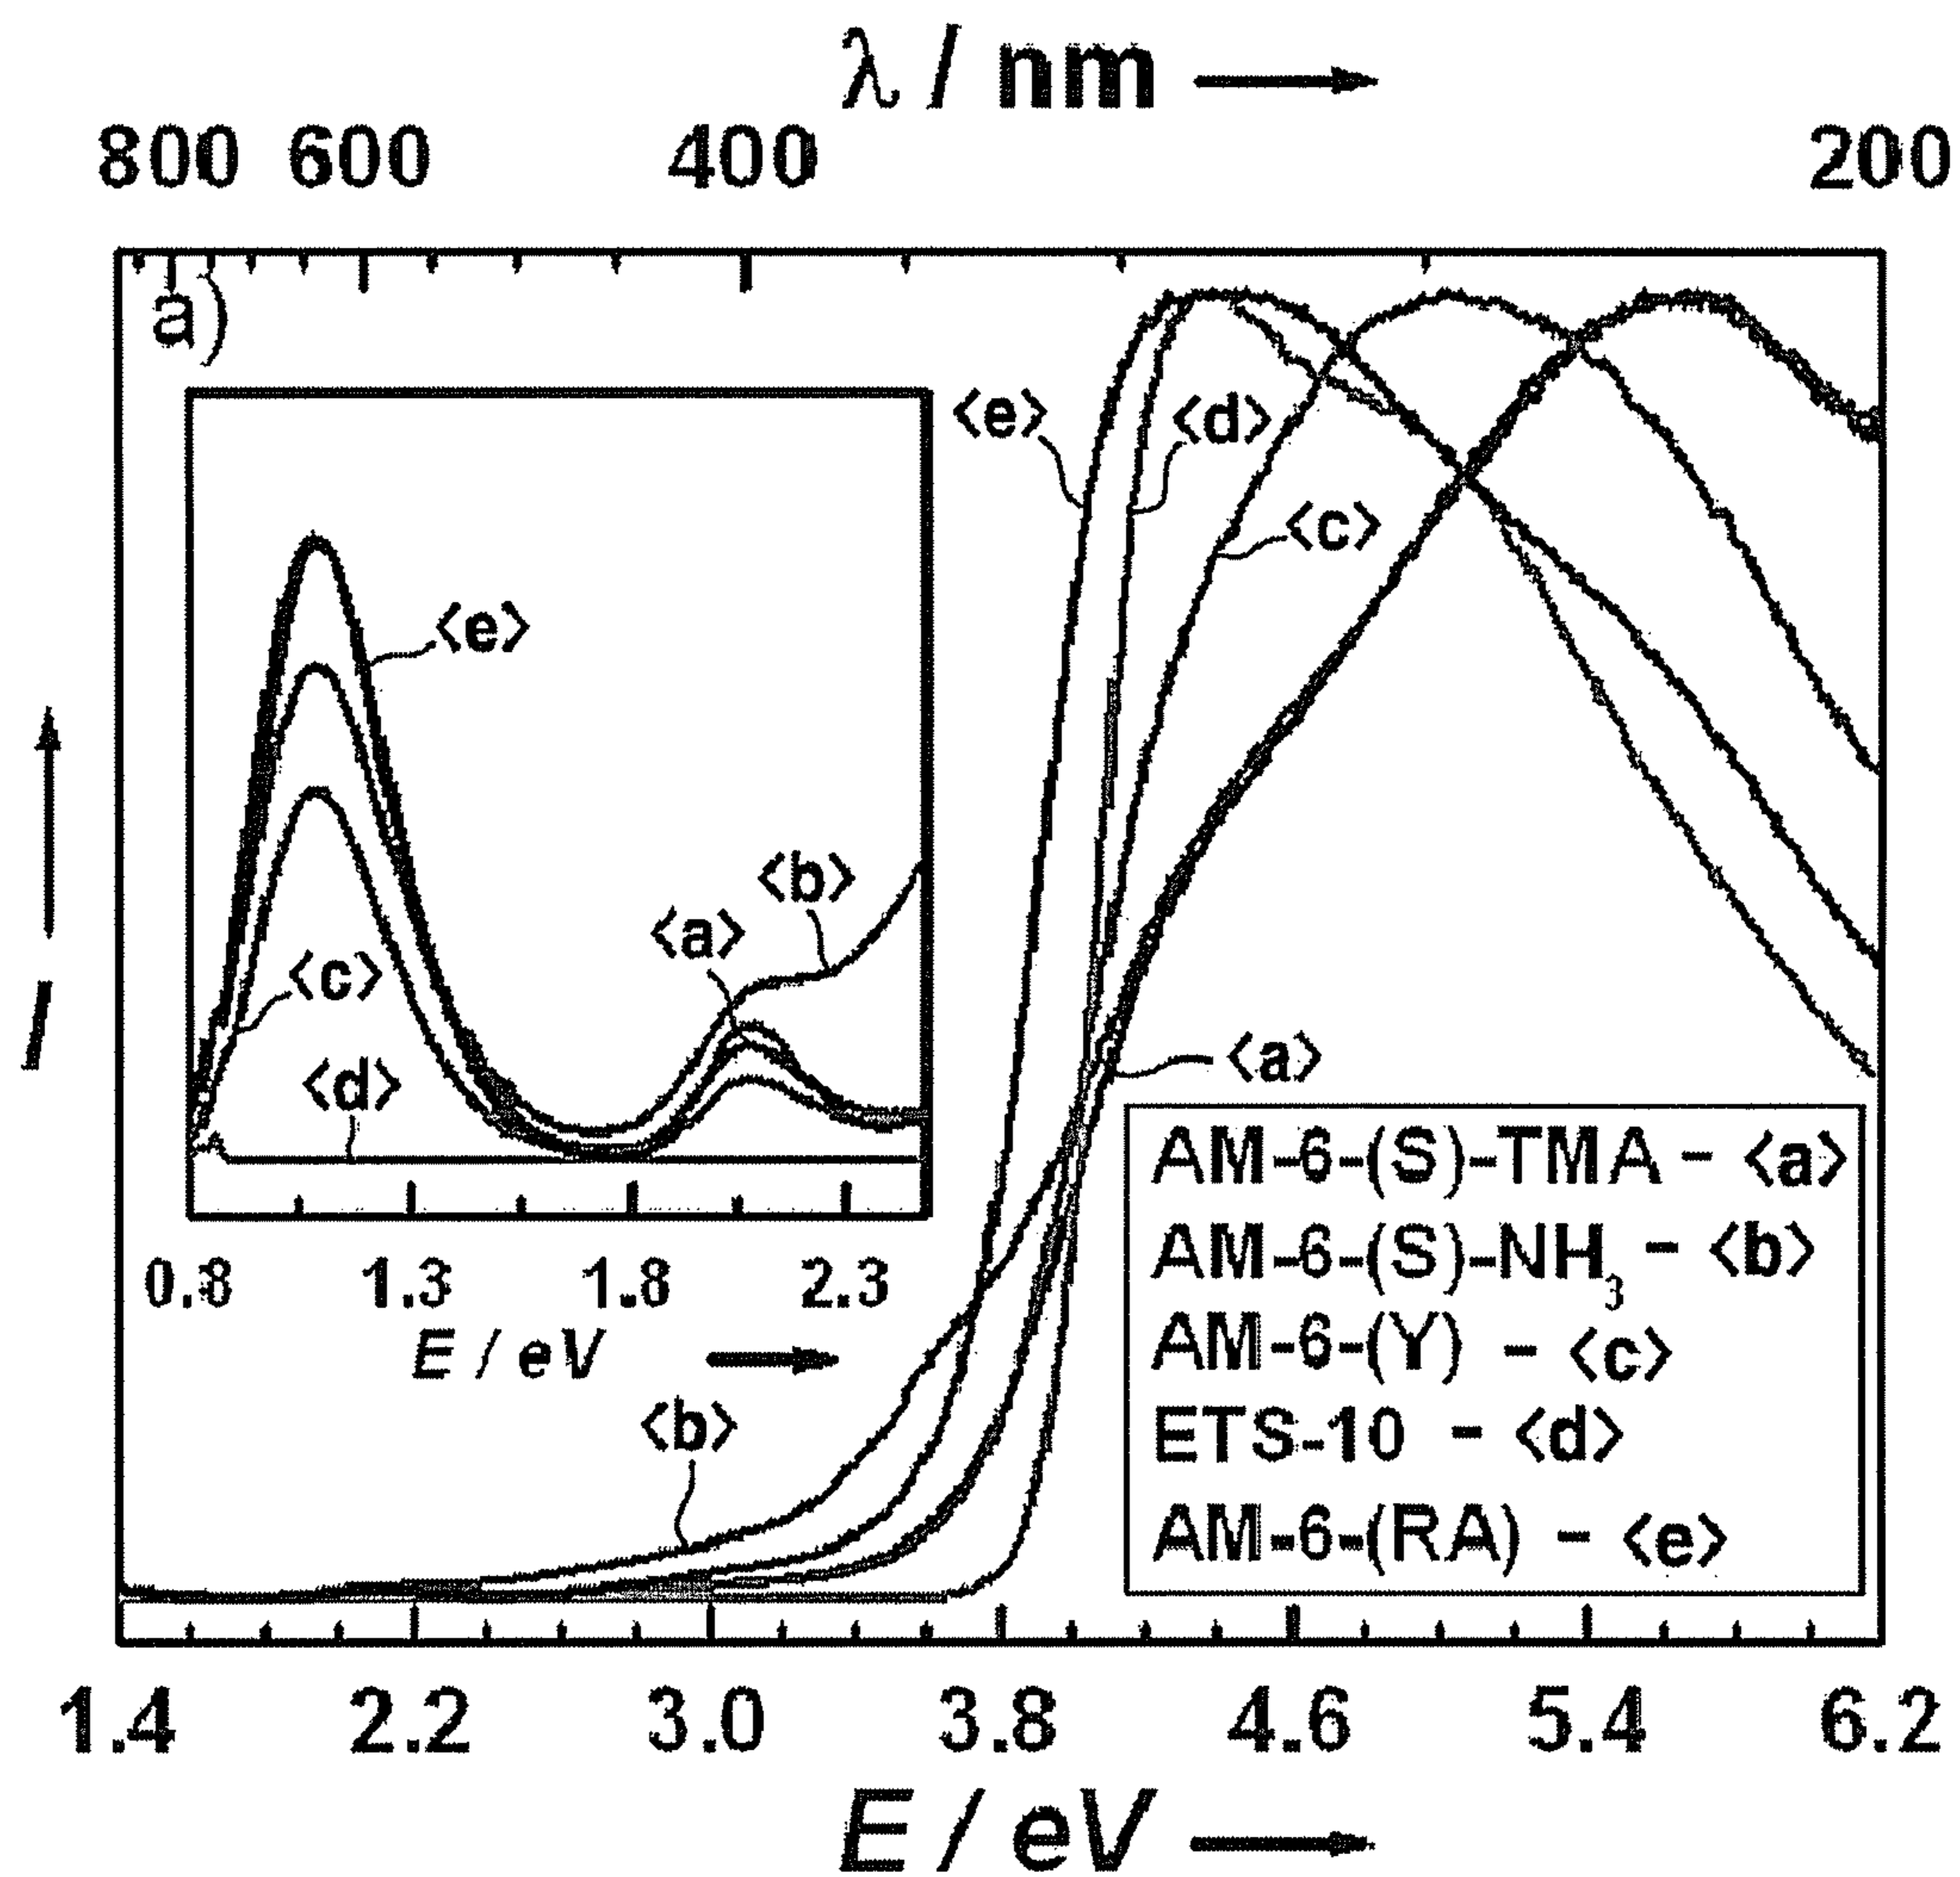 λ / nm
800 600 400 200
a)
<e> <d>
<c>
<e>
<b>
<a>
<c>
<d>
<a>
0.8 1.3 1.8 2.3
E / eV
<b>
I
AM-6-(S)-TMA - <a>
AM-6-(S)-NH3 - <b>
AM-6-(Y) - <c>
ETS-10 - <d>
AM-6-(RA) - <e>
1.4 2.2 3.0 3.8 4.6 5.4 6.2
E / eV